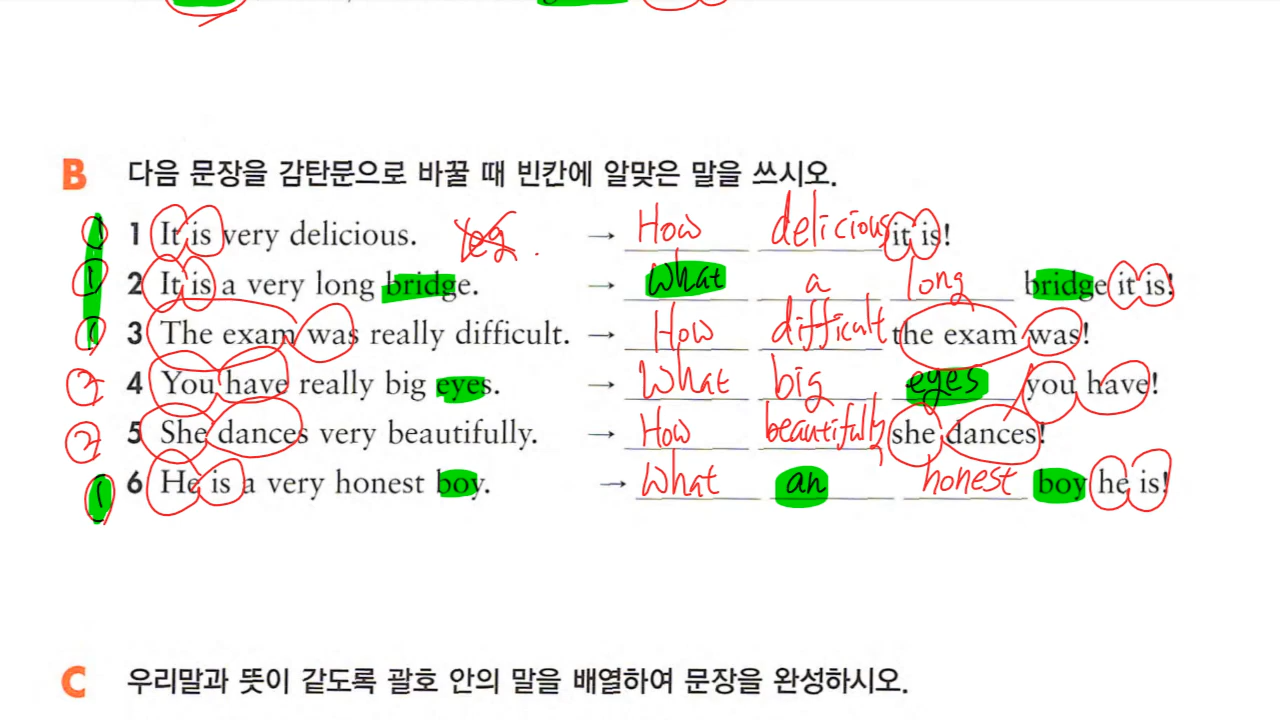 B 다음 문장을 감탄문으로 바꿀 때 빈칸에 알맞은 말을 쓰시오.
1 1 It is very delicious. → How delicious it is!
1 2 It is a very long bridge. → What a long bridge it is!
1 3 The exam was really difficult. → How difficult the exam was!
2 4 You have really big eyes. → What big eyes you have!
2 5 She dances very beautifully. → How beautifully she dances!
1 6 He is a very honest boy. → What an honest boy he is!
C 우리말과 뜻이 같도록 괄호 안의 말을 배열하여 문장을 완성하시오.